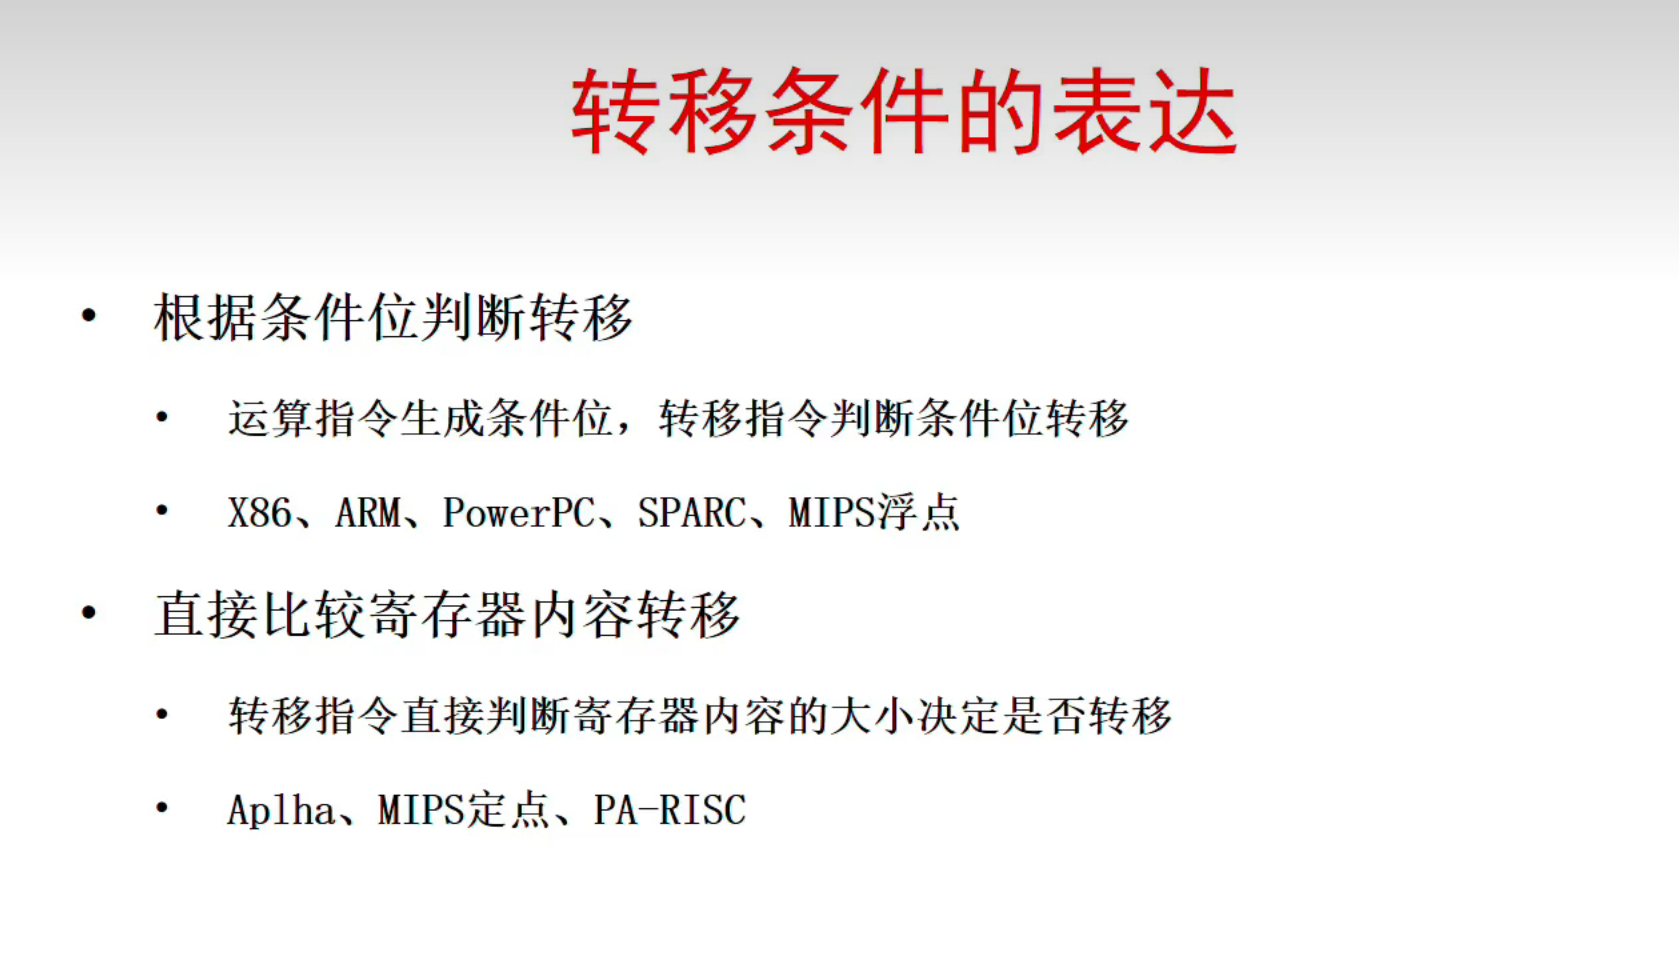 转移条件的表达
• 根据条件位判断转移
• 运算指令生成条件位，转移指令判断条件位转移
• X86、ARM、PowerPC、SPARC、MIPS浮点
• 直接比较寄存器内容转移
• 转移指令直接判断寄存器内容的大小决定是否转移
• Aplha、MIPS定点、PA-RISC